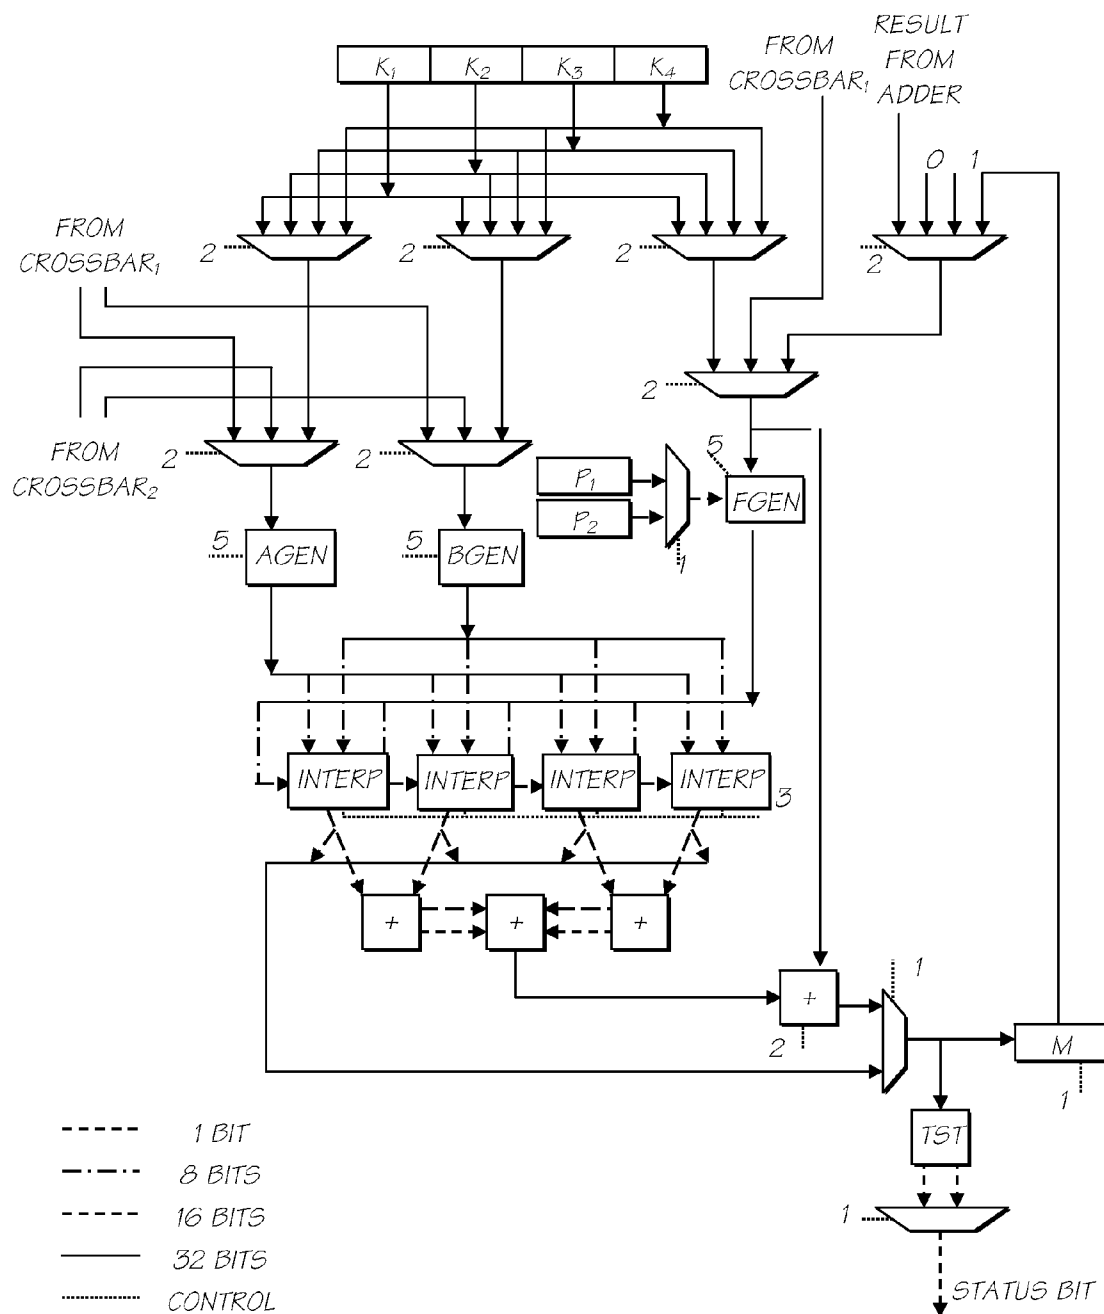 RESULT
FROM
ADDER
FROM
CROSSBAR1
K1 K2 K3 K4
0 1
FROM
CROSSBAR1
2 2 2 2
2
FROM
CROSSBAR2
2 2
P1
P2
1
5
FGEN
5 AGEN
5 BGEN
INTERP INTERP INTERP INTERP 3
+ + +
+
2
1
M
1
TST
1
STATUS BIT
1 BIT
8 BITS
16 BITS
32 BITS
CONTROL